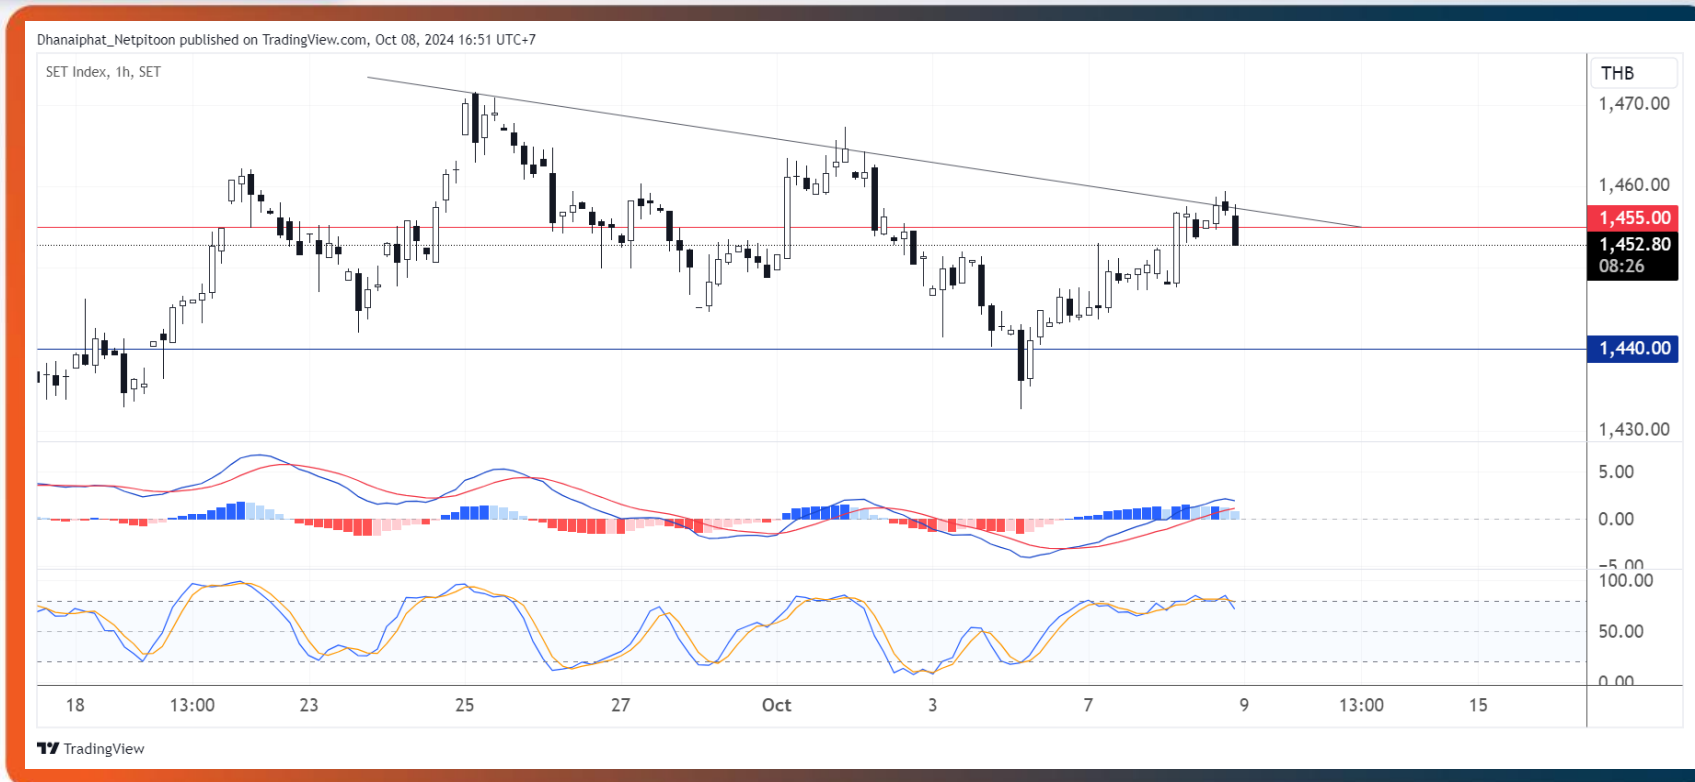 Dhanaiphat_Netpitoon published on TradingView.com, Oct 08, 2024 16:51 UTC+7
SET Index, 1h, SET
THB
1,470.00
1,460.00
1,455.00
1,452.80
08:26
1,440.00
1,430.00
5.00
0.00
-5.00
100.00
50.00
0.00
18 13:00 23 25 27 Oct 3 7 9 13:00 15
TradingView